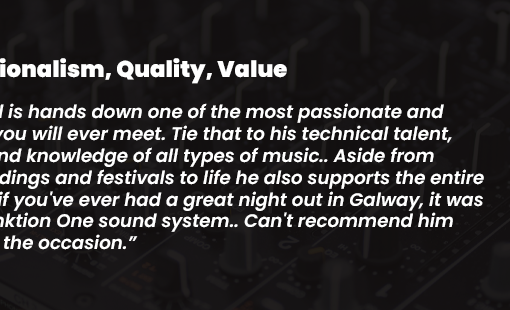 ionalism, Quality, Value
l is hands down one of the most passionate and
you will ever meet. Tie that to his technical talent,
nd knowledge of all types of music.. Aside from
dings and festivals to life he also supports the entire
if you've ever had a great night out in Galway, it was
nktion One sound system.. Can't recommend him
the occasion.”